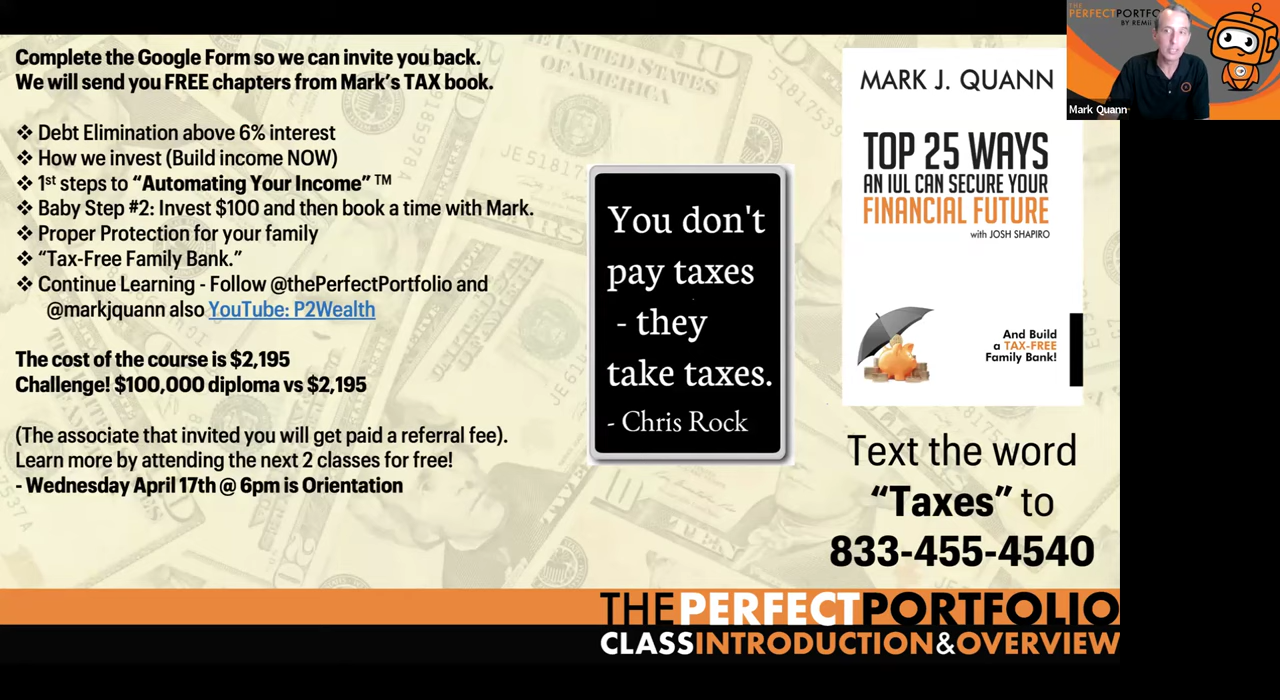 Complete the Google Form so we can invite you back.
We will send you FREE chapters from Mark's TAX book.
❖ Debt Elimination above 6% interest
❖ How we invest (Build income NOW)
❖ 1st steps to “Automating Your Income” ™
❖ Baby Step #2: Invest $100 and then book a time with Mark.
❖ Proper Protection for your family
❖ “Tax-Free Family Bank.”
❖ Continue Learning - Follow @thePerfectPortfolio and
@markjquann also YouTube: P2Wealth
The cost of the course is $2,195
Challenge! $100,000 diploma vs $2,195
(The associate that invited you will get paid a referral fee).
Learn more by attending the next 2 classes for free!
- Wednesday April 17th @ 6pm is Orientation
You don't
pay taxes
- they
take taxes.
- Chris Rock
MARK J. QUANN
TOP 25 WAYS
AN IUL CAN SECURE YOUR
FINANCIAL FUTURE
with JOSH SHAPIRO
And Build
a TAX-FREE
Family Bank!
Text the word
“Taxes” to
833-455-4540
THE PERFECT PORTFOLIO
CLASS INTRODUCTION & OVERVIEW
THE
PERFECTPORTFO
BY REMII
Mark Quann